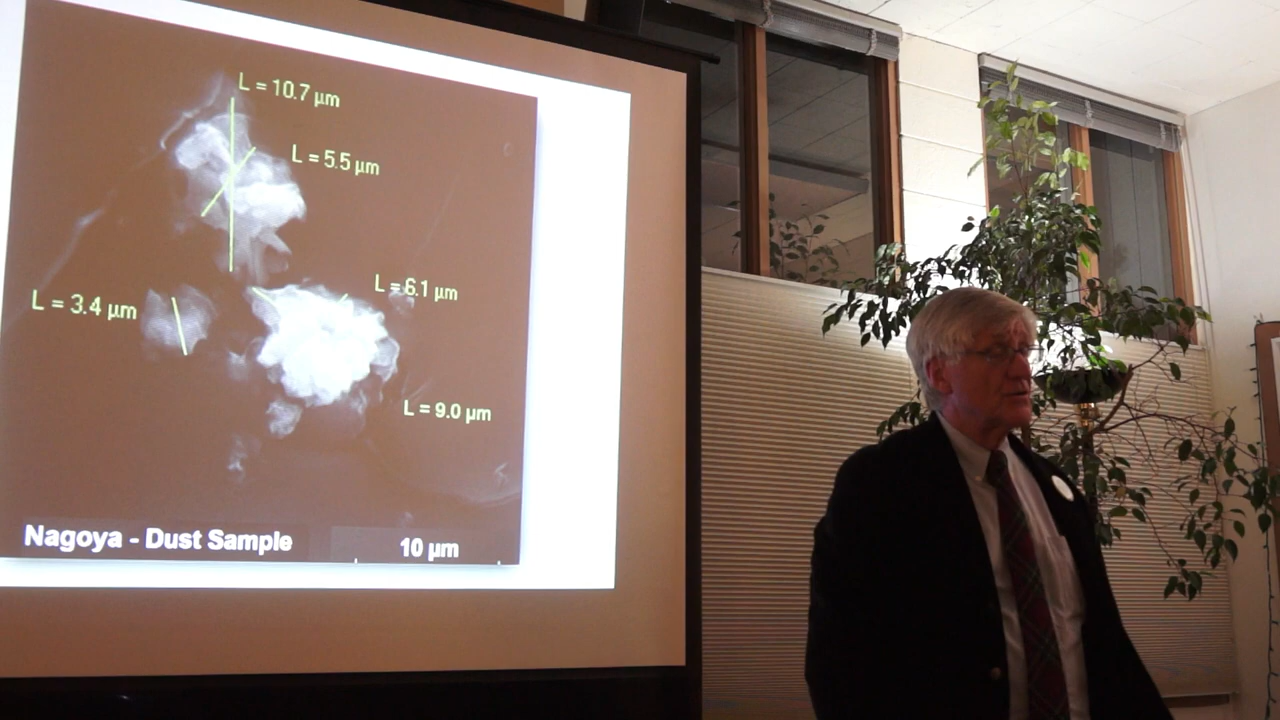 L = 10.7 µm
L = 5.5 µm
L = 6.1 µm
L = 3.4 µm
L = 9.0 µm
Nagoya - Dust Sample
10 µm